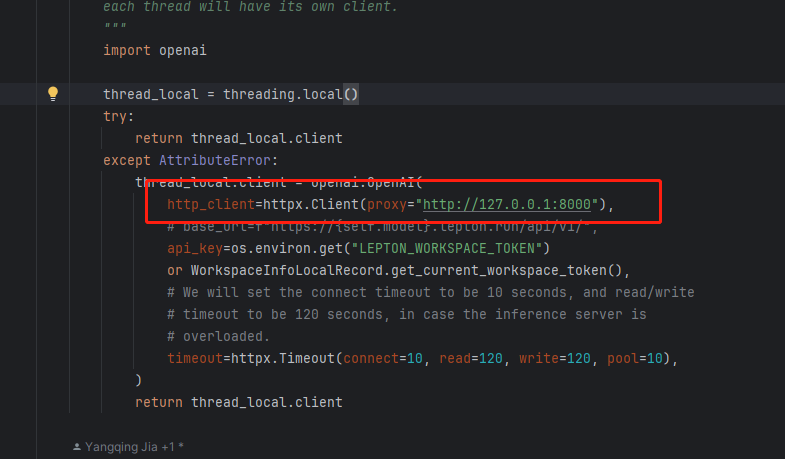 each thread will have its own client.
"""
import openai
thread_local = threading.local()
try:
return thread_local.client
except AttributeError:
thread_local.client = openai.OpenAI(
http_client=httpx.Client(proxy="http://127.0.0.1:8000"),
# base_url=f"https://{self.model}.lepton.run/api/v1/",
api_key=os.environ.get("LEPTON_WORKSPACE_TOKEN")
or WorkspaceInfoLocalRecord.get_current_workspace_token(),
# We will set the connect timeout to be 10 seconds, and read/write
# timeout to be 120 seconds, in case the inference server is
# overloaded.
timeout=httpx.Timeout(connect=10, read=120, write=120, pool=10),
)
return thread_local.client
Yangqing Jia +1 *